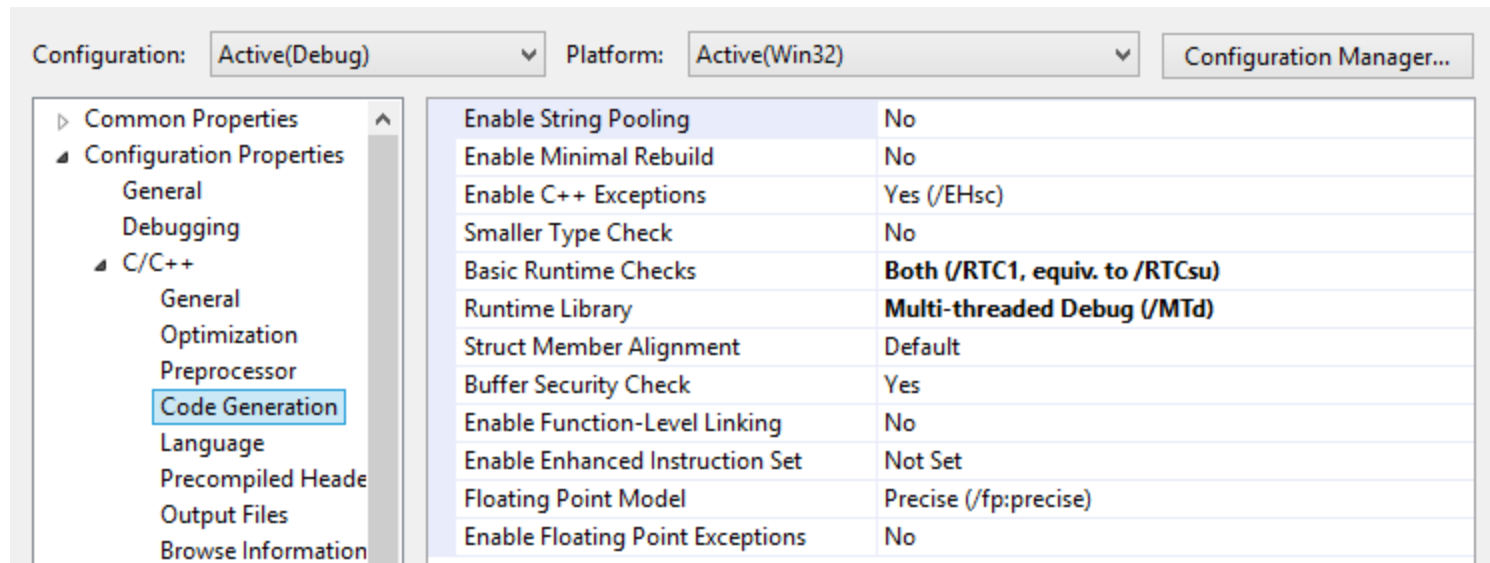 Configuration: Active(Debug) Platform: Active(Win32) Configuration Manager...
Common Properties
Configuration Properties
General
Debugging
C/C++
General
Optimization
Preprocessor
Code Generation
Language
Precompiled Heade
Output Files
Browse Information
Enable String Pooling No
Enable Minimal Rebuild No
Enable C++ Exceptions Yes (/EHsc)
Smaller Type Check No
Basic Runtime Checks Both (/RTC1, equiv. to /RTCsu)
Runtime Library Multi-threaded Debug (/MTd)
Struct Member Alignment Default
Buffer Security Check Yes
Enable Function-Level Linking No
Enable Enhanced Instruction Set Not Set
Floating Point Model Precise (/fp:precise)
Enable Floating Point Exceptions No